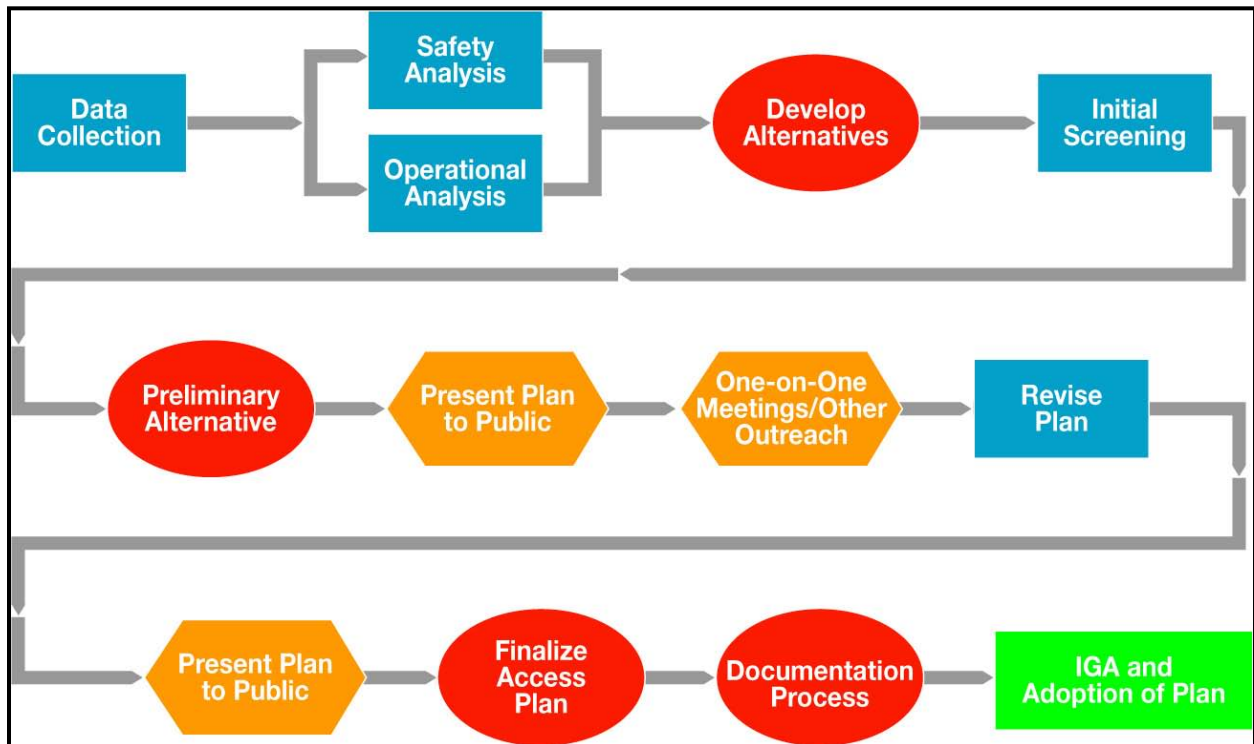 Data
Collection
Safety
Analysis
Operational
Analysis
Develop
Alternatives
Initial
Screening
Preliminary
Alternative
Present Plan
to Public
One-on-One
Meetings/Other
Outreach
Revise
Plan
Present Plan
to Public
Finalize
Access
Plan
Documentation
Process
IGA and
Adoption of Plan